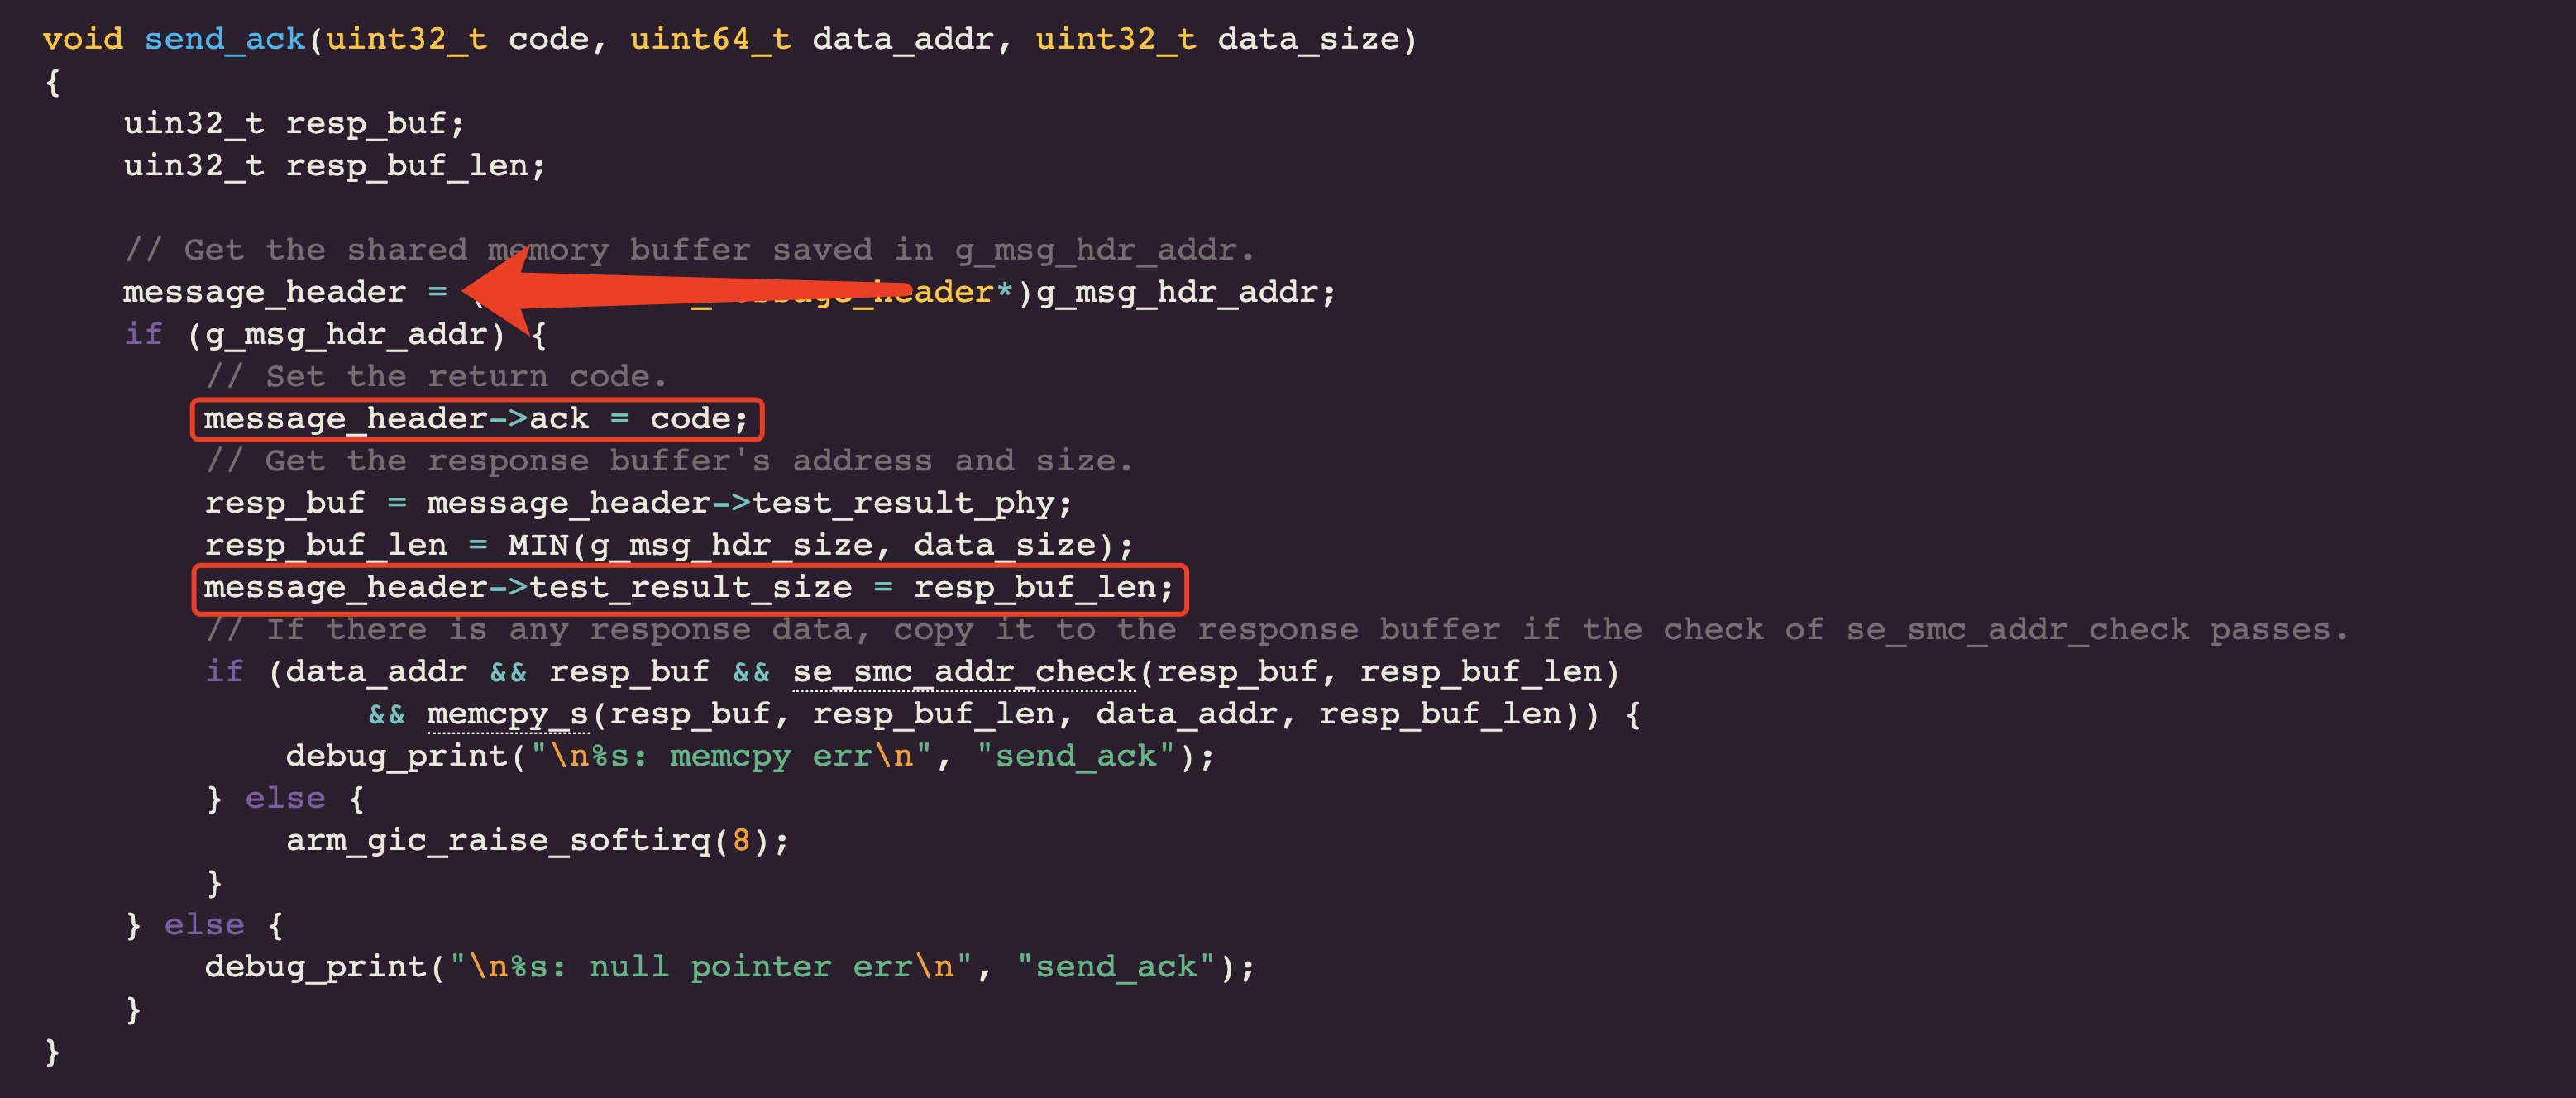 void send_ack(uint32_t code, uint64_t data_addr, uint32_t data_size)
{
    uin32_t resp_buf;
    uin32_t resp_buf_len;

    // Get the shared memory buffer saved in g_msg_hdr_addr.
    message_header = (header*)g_msg_hdr_addr;
    if (g_msg_hdr_addr) {
        // Set the return code.
        message_header->ack = code;
        // Get the response buffer's address and size.
        resp_buf = message_header->test_result_phy;
        resp_buf_len = MIN(g_msg_hdr_size, data_size);
        message_header->test_result_size = resp_buf_len;
        // If there is any response data, copy it to the response buffer if the check of se_smc_addr_check passes.
        if (data_addr && resp_buf && se_smc_addr_check(resp_buf, resp_buf_len)
                && memcpy_s(resp_buf, resp_buf_len, data_addr, resp_buf_len)) {
            debug_print("\n%s: memcpy err\n", "send_ack");
        } else {
            arm_gic_raise_softirq(8);
        }
    } else {
        debug_print("\n%s: null pointer err\n", "send_ack");
    }
}